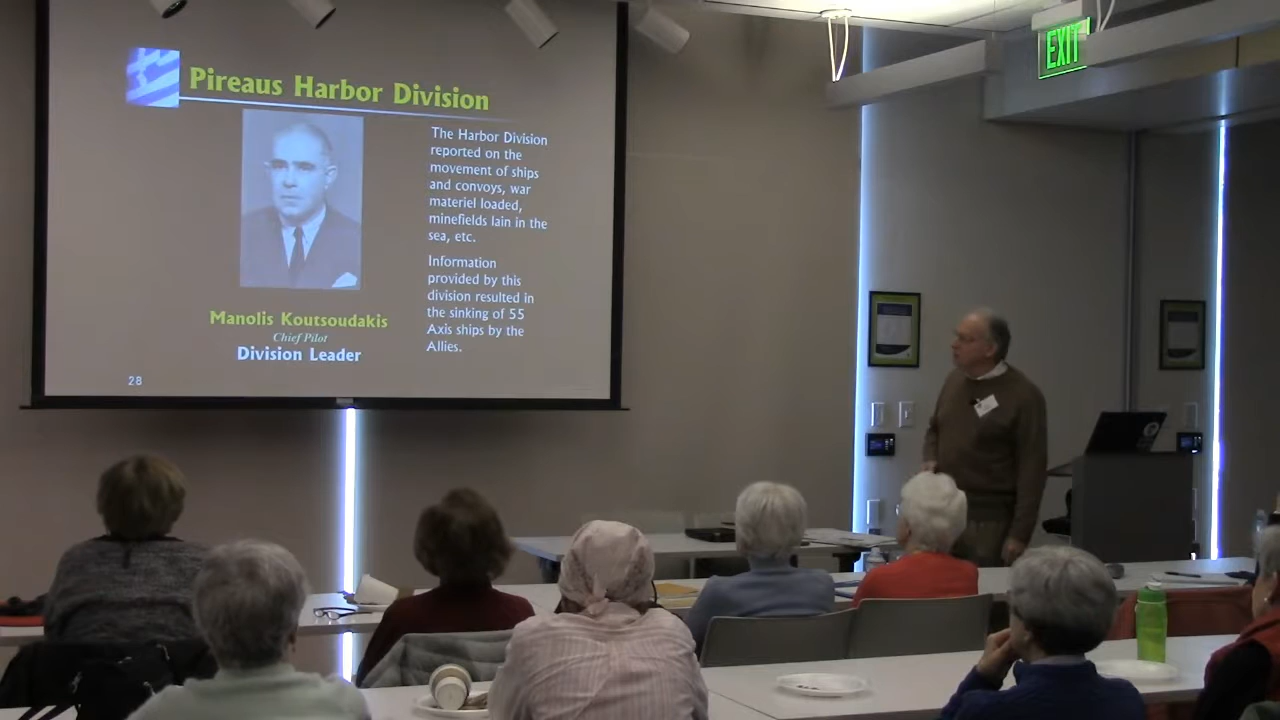 Pireaus Harbor Division
The Harbor Division
reported on the
movement of ships
and convoys, war
materiel loaded,
minefields lain in the
sea, etc.
Information
provided by this
division resulted in
the sinking of 55
Axis ships by the
Allies.
Manolis Koutsoudakis
Chief Pilot
Division Leader
28
EXIT